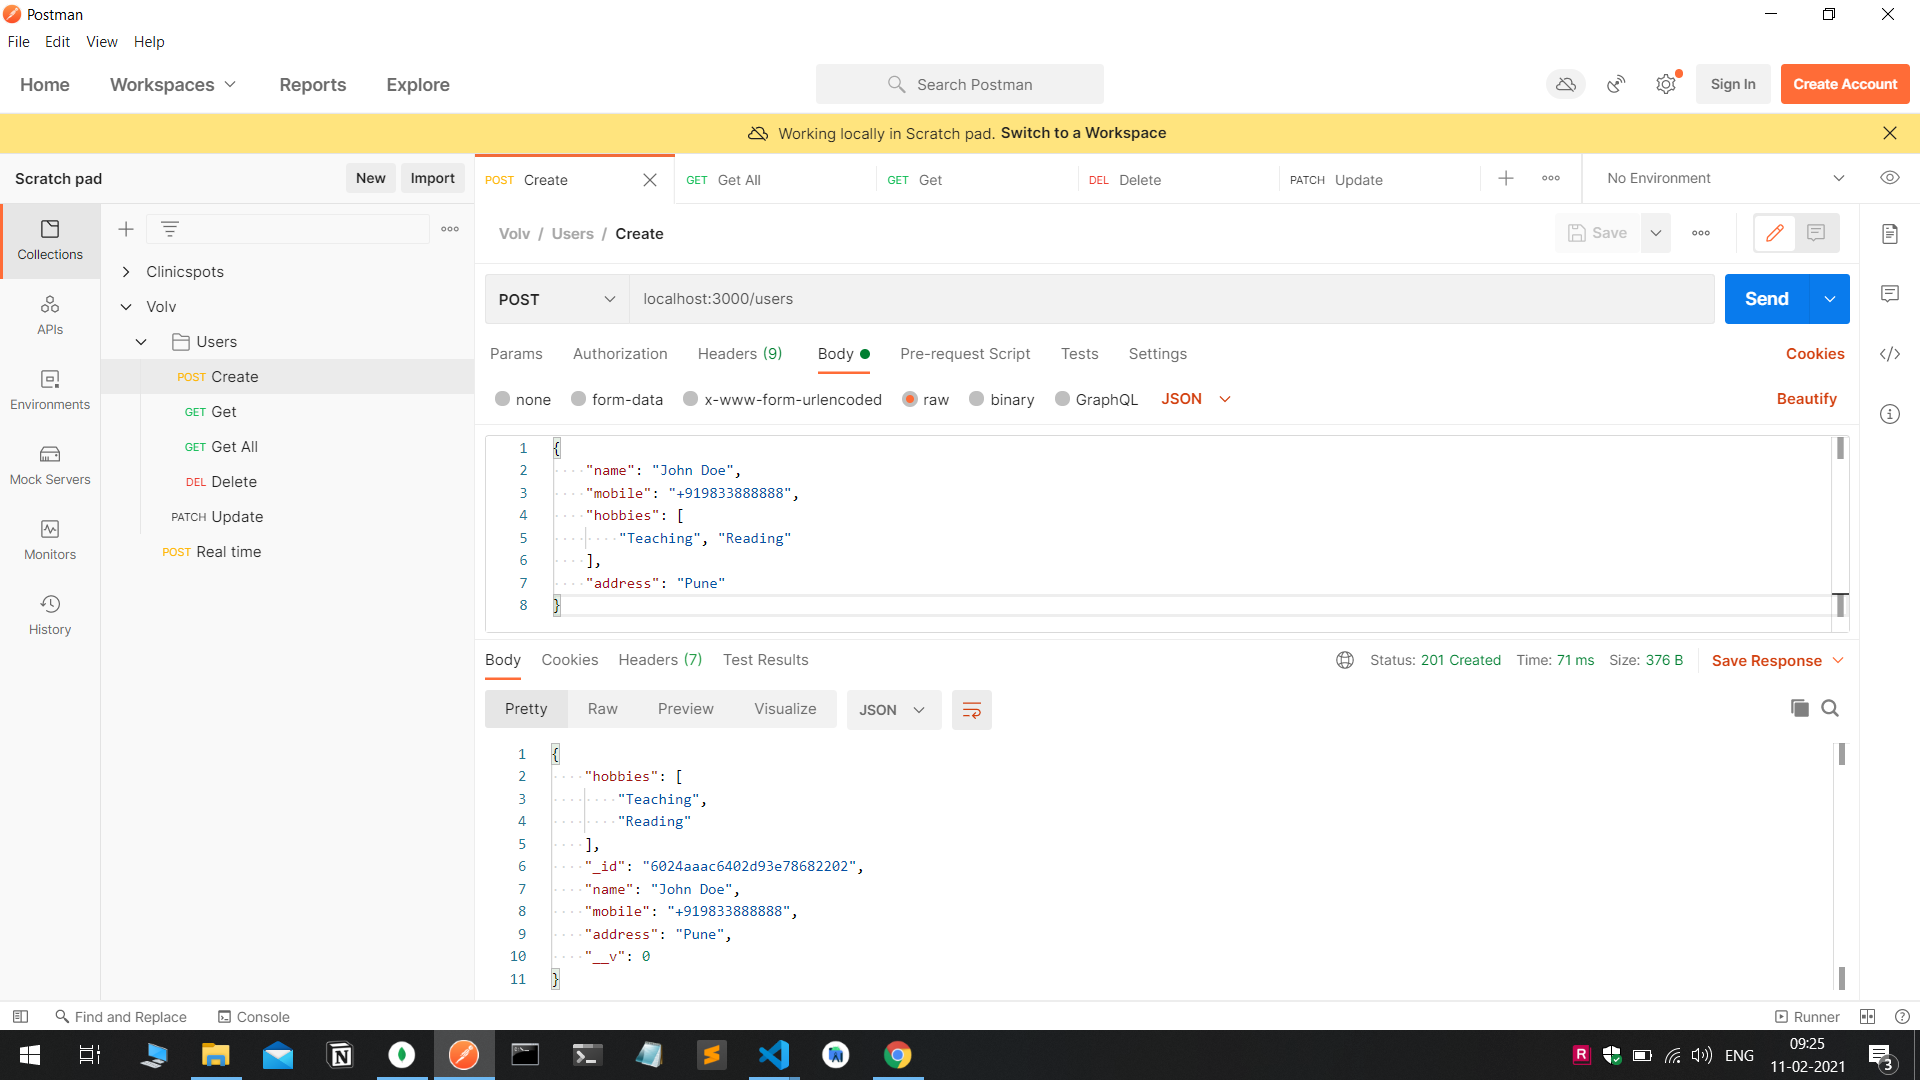 Postman
File Edit View Help
Home Workspaces Reports Explore Search Postman Sign In Create Account
Working locally in Scratch pad. Switch to a Workspace
Scratch pad New Import POST Create GET Get All GET Get DEL Delete PATCH Update No Environment
Volv / Users / Create Save
Collections
APIs
Environments
Mock Servers
Monitors
History
Clinicspots
Volv
Users
POST Create
GET Get
GET Get All
DEL Delete
PATCH Update
POST Real time
POST localhost:3000/users Send
Params Authorization Headers (9) Body Pre-request Script Tests Settings Cookies
none form-data x-www-form-urlencoded raw binary GraphQL JSON Beautify
1 {
2 "name": "John Doe",
3 "mobile": "+919833888888",
4 "hobbies": [
5 "Teaching", "Reading"
6 ],
7 "address": "Pune"
8 }
Body Cookies Headers (7) Test Results Status: 201 Created Time: 71 ms Size: 376 B Save Response
Pretty Raw Preview Visualize JSON
1 {
2 "hobbies": [
3 "Teaching",
4 "Reading"
5 ],
6 "_id": "6024aaac6402d93e78682202",
7 "name": "John Doe",
8 "mobile": "+919833888888",
9 "address": "Pune",
10 "__v": 0
11 }
Find and Replace Console Runner
R ENG 09:25
11-02-2021 3